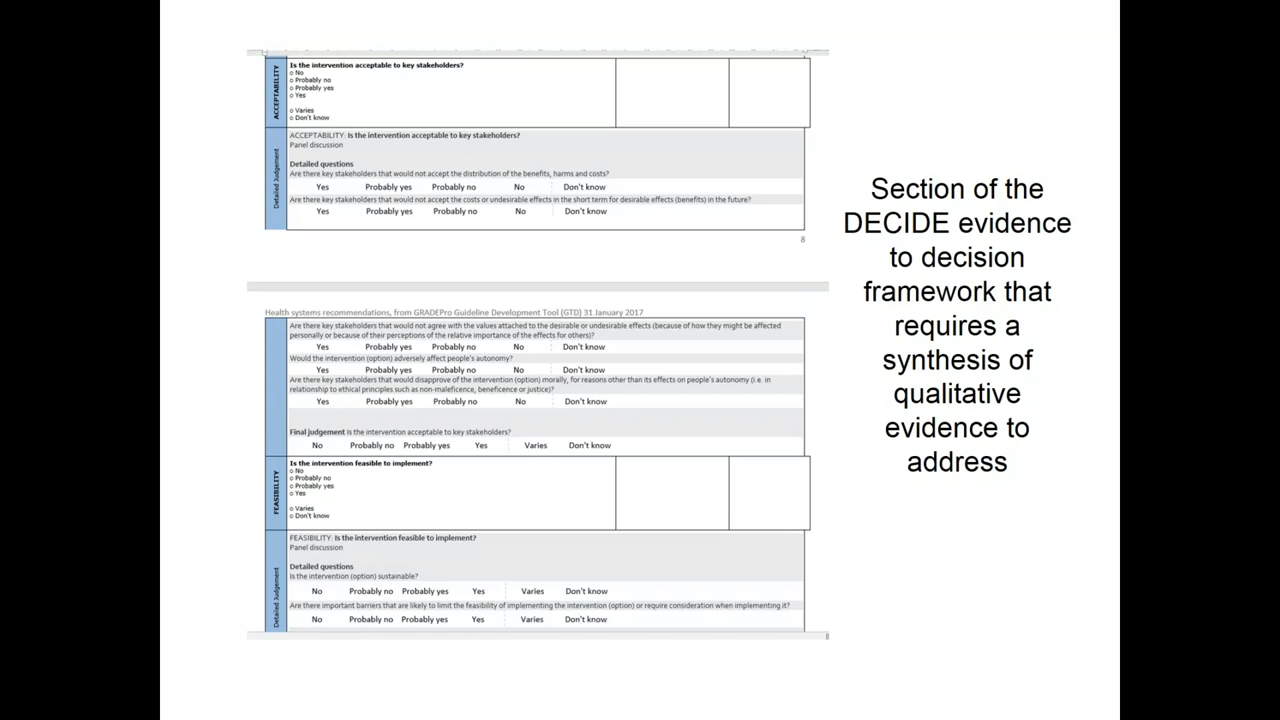 ACCEPTABILITY
Is the intervention acceptable to key stakeholders?
o No
o Probably no
o Probably yes
o Yes
o Varies
o Don't know
Detailed Judgement
ACCEPTABILITY: Is the intervention acceptable to key stakeholders?
Panel discussion
Detailed questions
Are there key stakeholders that would not accept the distribution of the benefits, harms and costs?
Yes Probably yes Probably no No Don't know
Are there key stakeholders that would not accept the costs or undesirable effects in the short term for desirable effects (benefits) in the future?
Yes Probably yes Probably no No Don't know
8
Health systems recommendations, from GRADEPro Guideline Development Tool (GTD) 31 January 2017
Are there key stakeholders that would not agree with the values attached to the desirable or undesirable effects (because of how they might be affected
personally or because of their perceptions of the relative importance of the effects for others)?
Yes Probably yes Probably no No Don't know
Would the intervention (option) adversely affect people's autonomy?
Yes Probably yes Probably no No Don't know
Are there key stakeholders that would disapprove of the intervention (option) morally, for reasons other than its effects on people's autonomy (i.e. in
relationship to ethical principles such as non-maleficence, beneficence or justice)?
Yes Probably yes Probably no No Don't know
Final judgement Is the intervention acceptable to key stakeholders?
No Probably no Probably yes Yes Varies Don't know
FEASIBILITY
Is the intervention feasible to implement?
o No
o Probably no
o Probably yes
o Yes
o Varies
o Don't know
Detailed Judgement
FEASIBILITY: Is the intervention feasible to implement?
Panel discussion
Detailed questions
Is the intervention (option) sustainable?
No Probably no Probably yes Yes Varies Don't know
Are there important barriers that are likely to limit the feasibility of implementing the intervention (option) or require consideration when implementing it?
No Probably no Probably yes Yes Varies Don't know
Section of the
DECIDE evidence
to decision
framework that
requires a
synthesis of
qualitative
evidence to
address